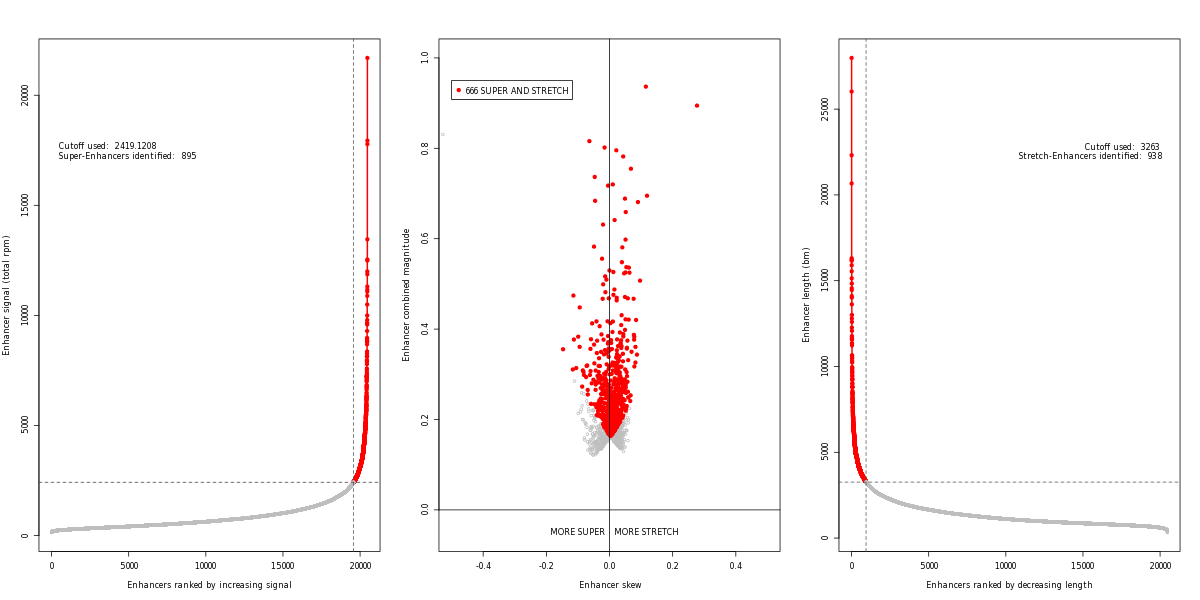 Cutoff used: 2419.1208
Super-Enhancers identified: 895
Enhancer signal (total rpm)
0
5000
10000
15000
20000
0
5000
10000
15000
20000
Enhancers ranked by increasing signal
666 SUPER AND STRETCH
Enhancer combined magnitude
0.0
0.2
0.4
0.6
0.8
1.0
MORE SUPER
MORE STRETCH
-0.4
-0.2
0.0
0.2
0.4
Enhancer skew
Cutoff used: 3263
Stretch-Enhancers identified: 938
Enhancer length (bm)
0
5000
10000
15000
20000
25000
0
5000
10000
15000
20000
Enhancers ranked by decreasing length